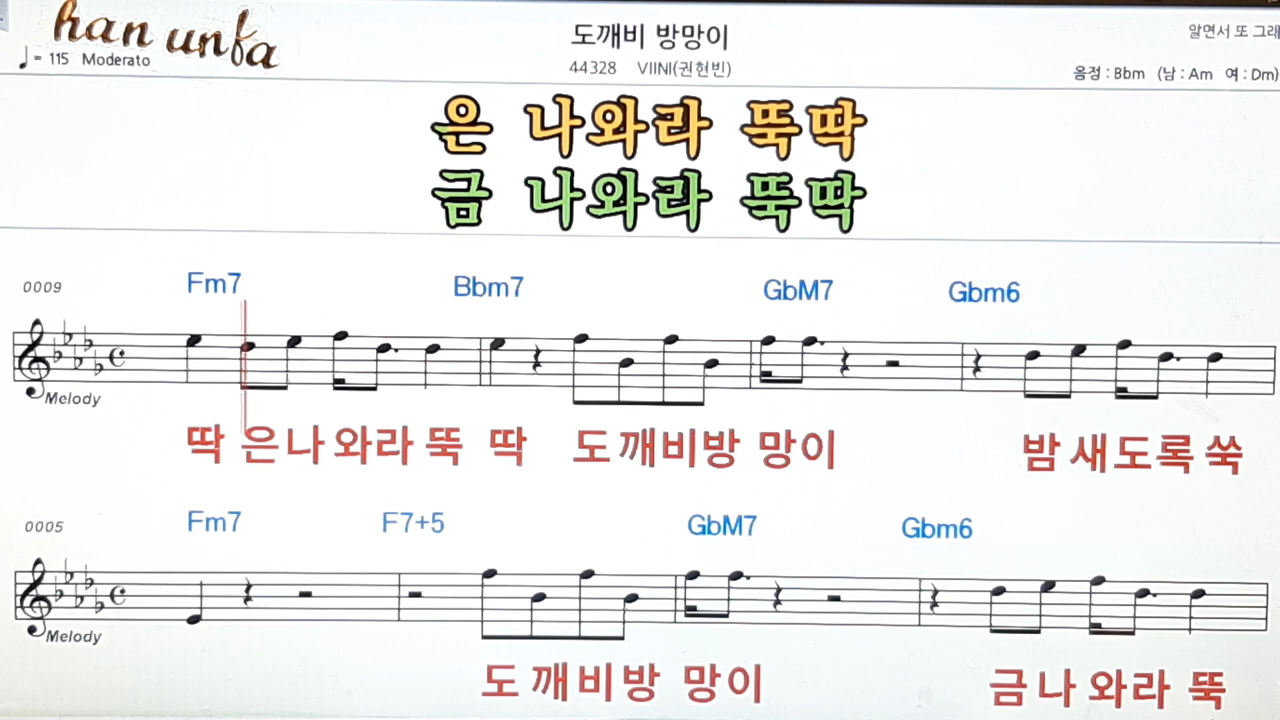 han unfa
♩= 115 Moderato
도깨비 방망이
44328 VIINI(권현빈)
알면서 또 그래
음정 : Bbm (남 : Am 여 : Dm)
은 나와라 뚝딱
금 나와라 뚝딱
0009 Fm7 Bbm7 GbM7 Gbm6
Melody
딱 은나와라 뚝 딱 도깨비방 망이 밤새도록쑥
0005 Fm7 F7+5 GbM7 Gbm6
Melody
도깨비방 망이 금나 와라 뚝